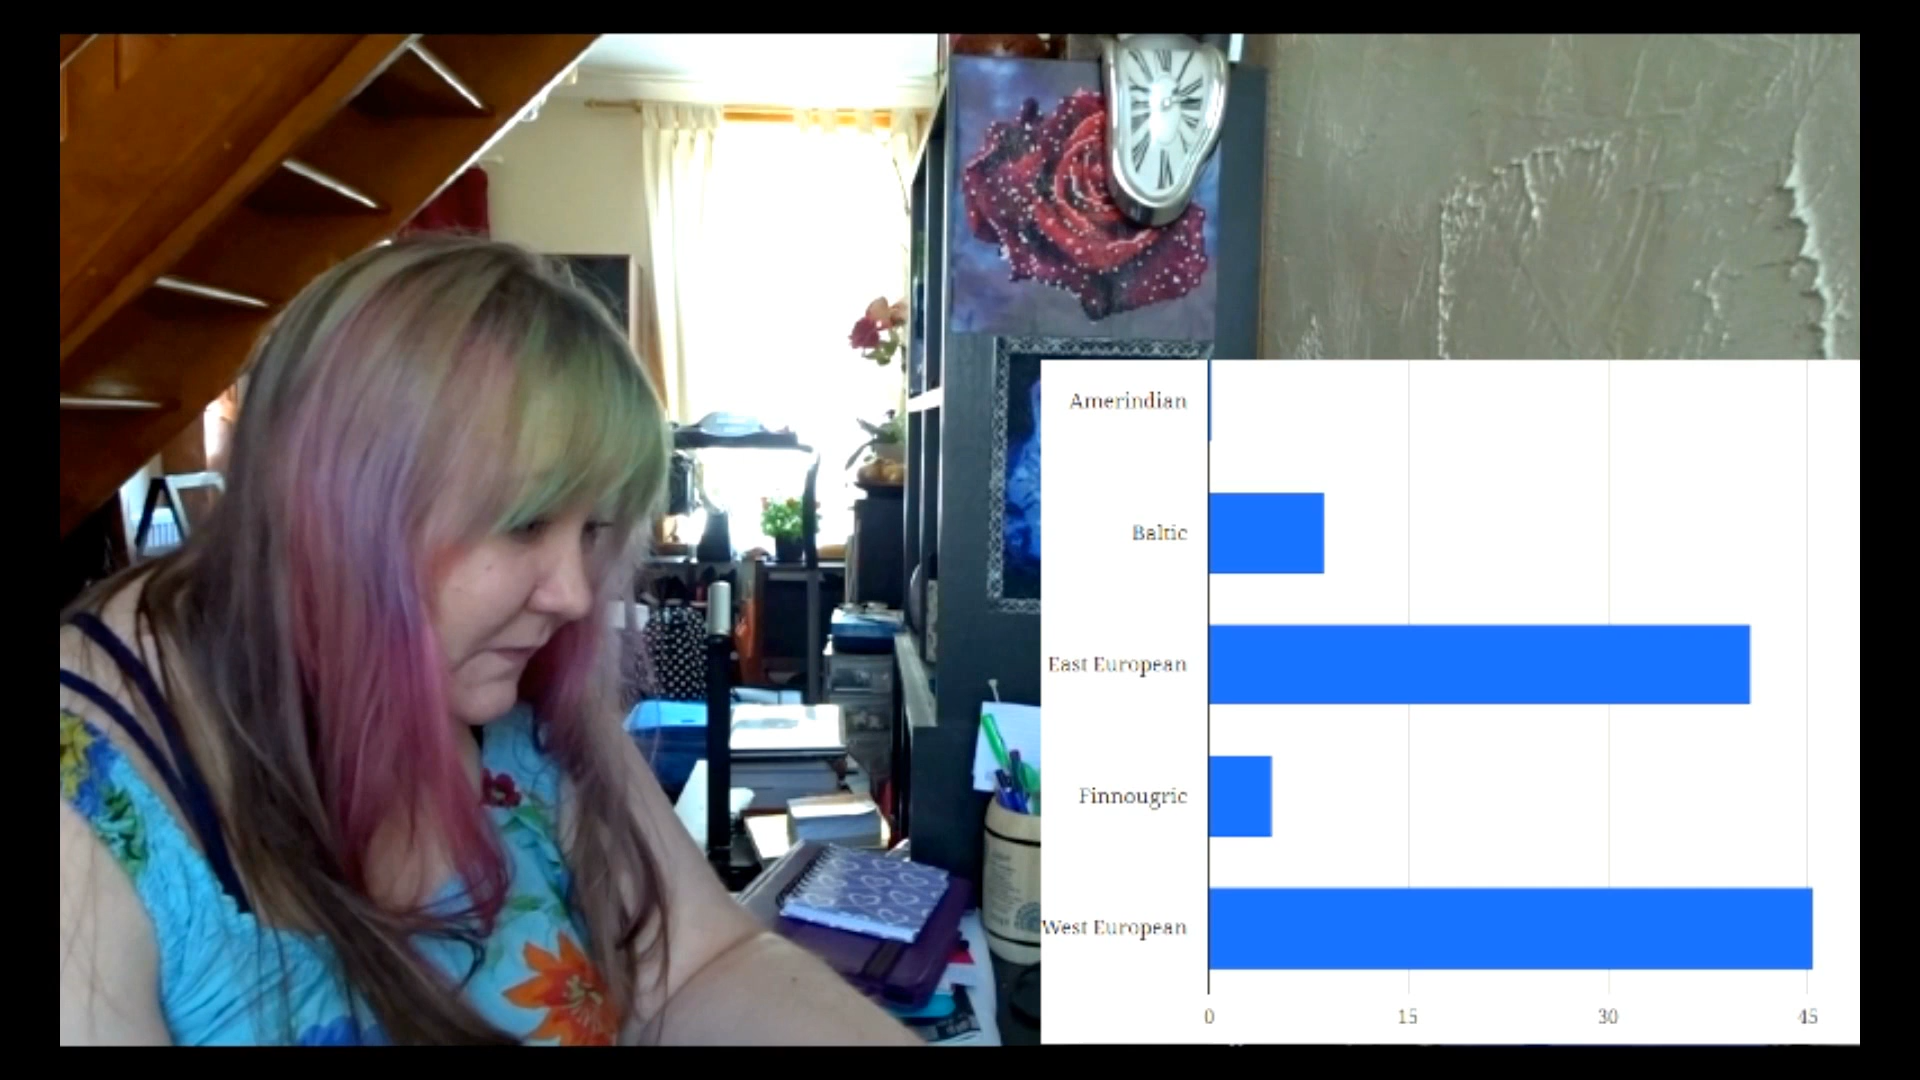 Amerindian
Baltic
East European
Finnougric
West European
0 15 30 45